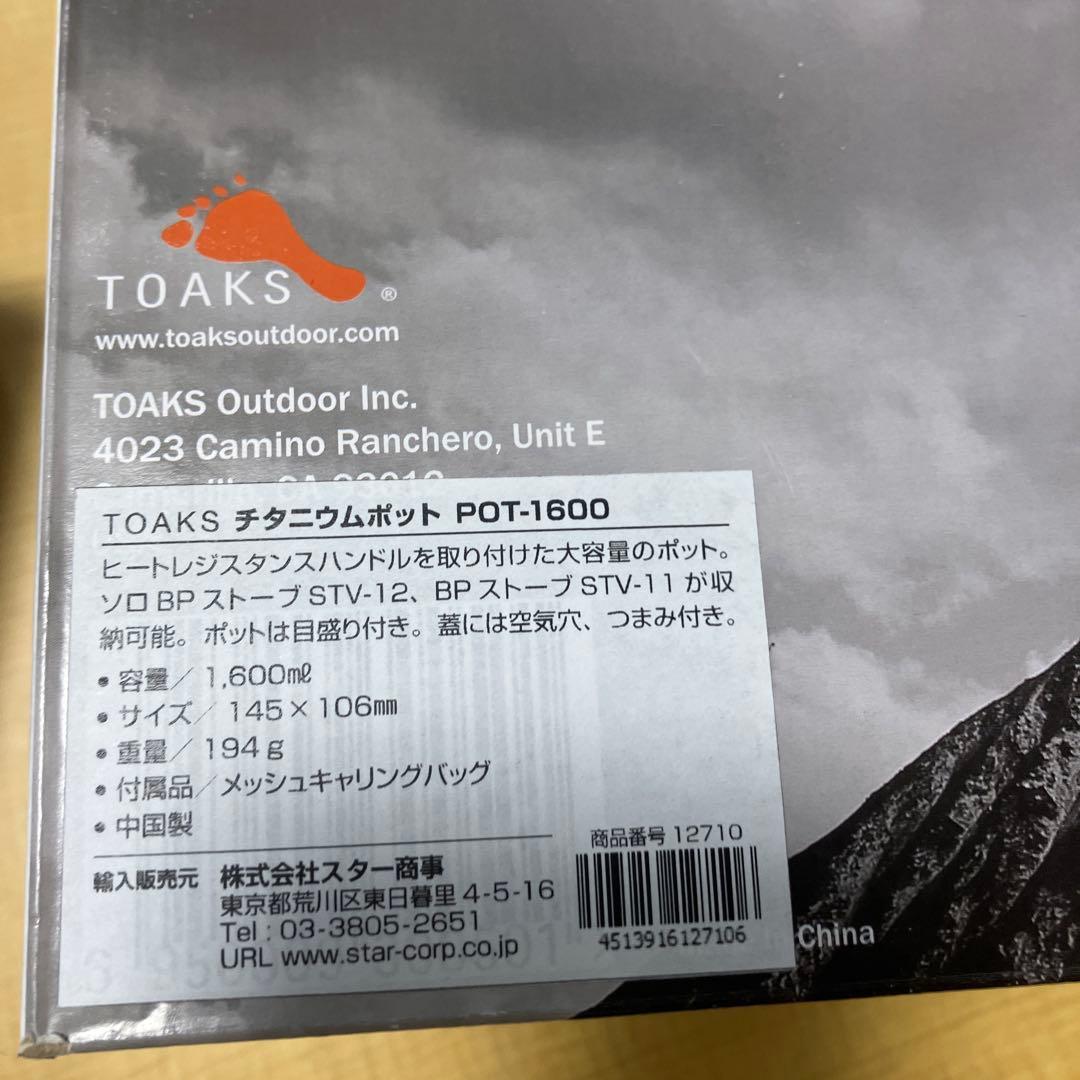 TOAKS ®
www.toaksoutdoor.com
TOAKS Outdoor Inc.
4023 Camino Ranchero, Unit E
TOAKS チタニウムポット POT-1600
ヒートレジスタンスハンドルを取り付けた大容量のポット。
ソロBPストーブSTV-12、BPストーブSTV-11が収
納可能。ポットは目盛り付き。蓋には空気穴、つまみ付き。
• 容量／ 1,600㎖
• サイズ／ 145×106㎜
• 重量／ 194g
• 付属品／メッシュキャリングバッグ
• 中国製
商品番号 12710
4513916127106
輸入販売元 株式会社スター商事
東京都荒川区東日暮里 4-5-16
Tel : 03-3805-2651
URL www.star-corp.co.jp
China